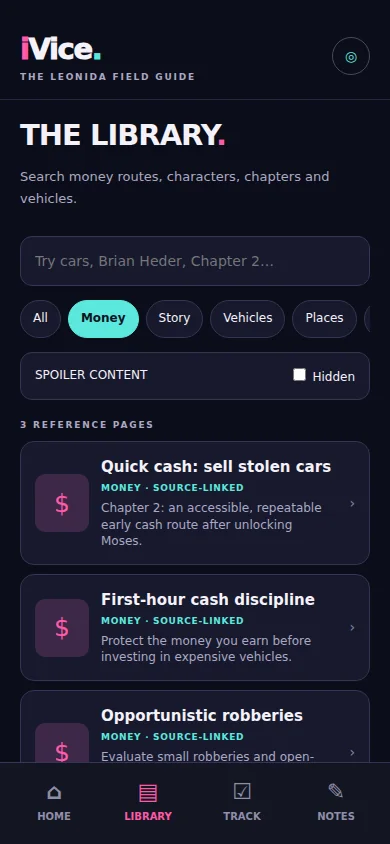 iVice.
THE LEONIDA FIELD GUIDE
THE LIBRARY.
Search money routes, characters, chapters and
vehicles.
Try cars, Brian Heder, Chapter 2…
All Money Story Vehicles Places
SPOILER CONTENT Hidden
3 REFERENCE PAGES
Quick cash: sell stolen cars
MONEY · SOURCE-LINKED
Chapter 2: an accessible, repeatable
early cash route after unlocking
Moses.
$
›
First-hour cash discipline
MONEY · SOURCE-LINKED
Protect the money you earn before
investing in expensive vehicles.
$
›
Opportunistic robberies
MONEY · SOURCE-LINKED
Evaluate small robberies and open-
$
›
HOME LIBRARY TRACK NOTES